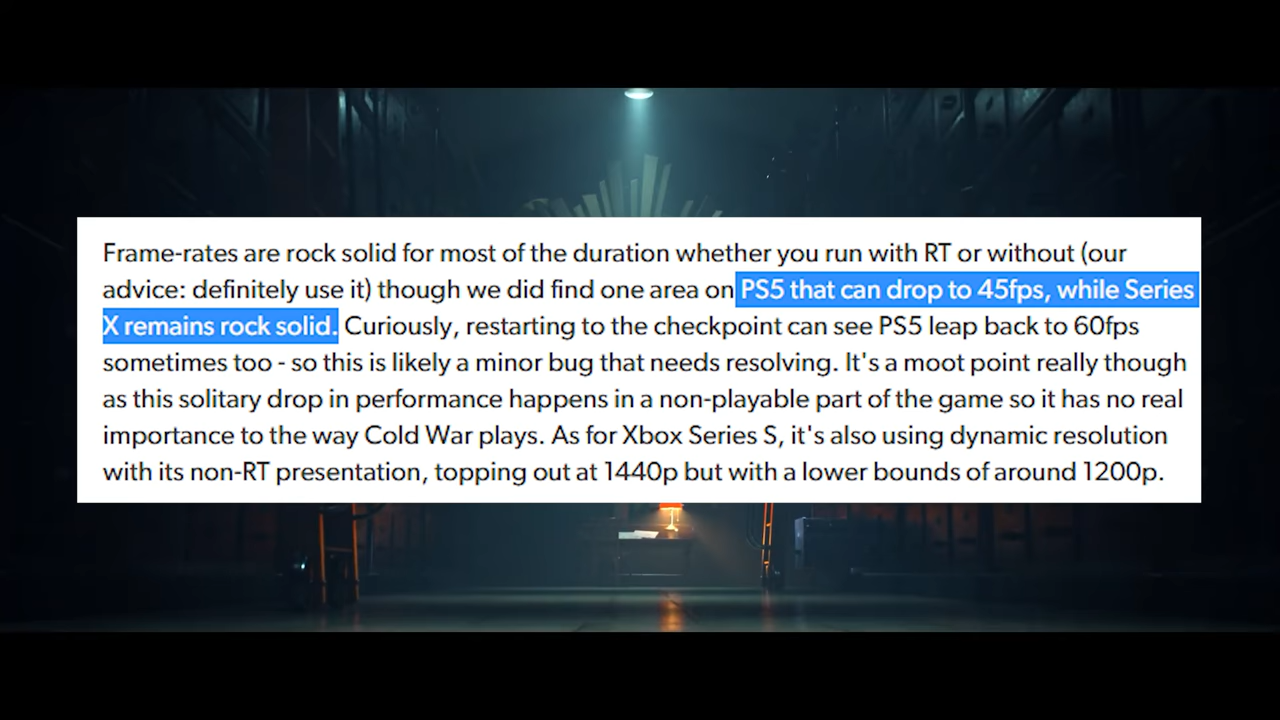 Frame-rates are rock solid for most of the duration whether you run with RT or without (our
advice: definitely use it) though we did find one area on PS5 that can drop to 45fps, while Series
X remains rock solid. Curiously, restarting to the checkpoint can see PS5 leap back to 60fps
sometimes too - so this is likely a minor bug that needs resolving. It's a moot point really though
as this solitary drop in performance happens in a non-playable part of the game so it has no real
importance to the way Cold War plays. As for Xbox Series S, it's also using dynamic resolution
with its non-RT presentation, topping out at 1440p but with a lower bounds of around 1200p.